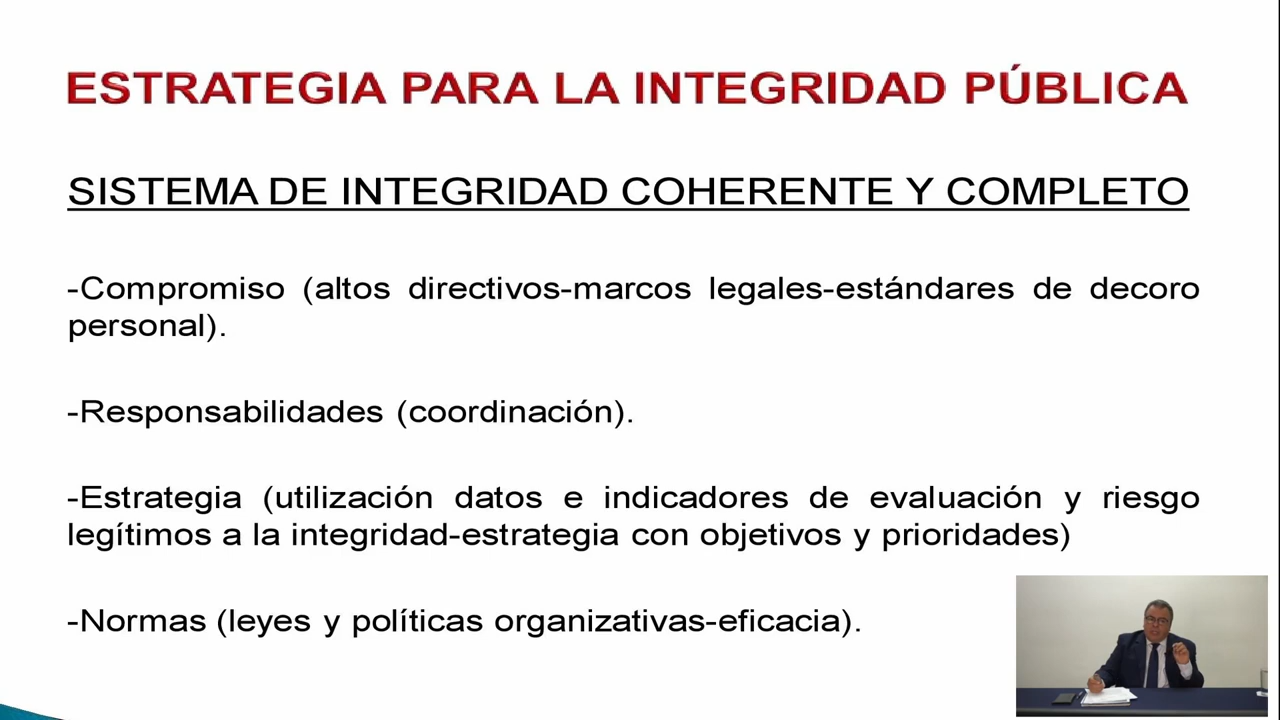 ESTRATEGIA PARA LA INTEGRIDAD PÚBLICA
SISTEMA DE INTEGRIDAD COHERENTE Y COMPLETO
-Compromiso (altos directivos-marcos legales-estándares de decoro
personal).
-Responsabilidades (coordinación).
-Estrategia (utilización datos e indicadores de evaluación y riesgo
legítimos a la integridad-estrategia con objetivos y prioridades)
-Normas (leyes y políticas organizativas-eficacia).